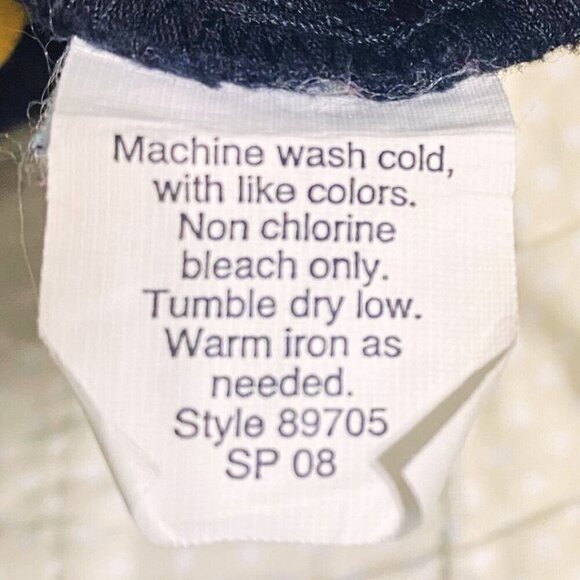 Machine wash cold,
with like colors.
Non chlorine
bleach only.
Tumble dry low.
Warm iron as
needed.
Style 89705
SP 08